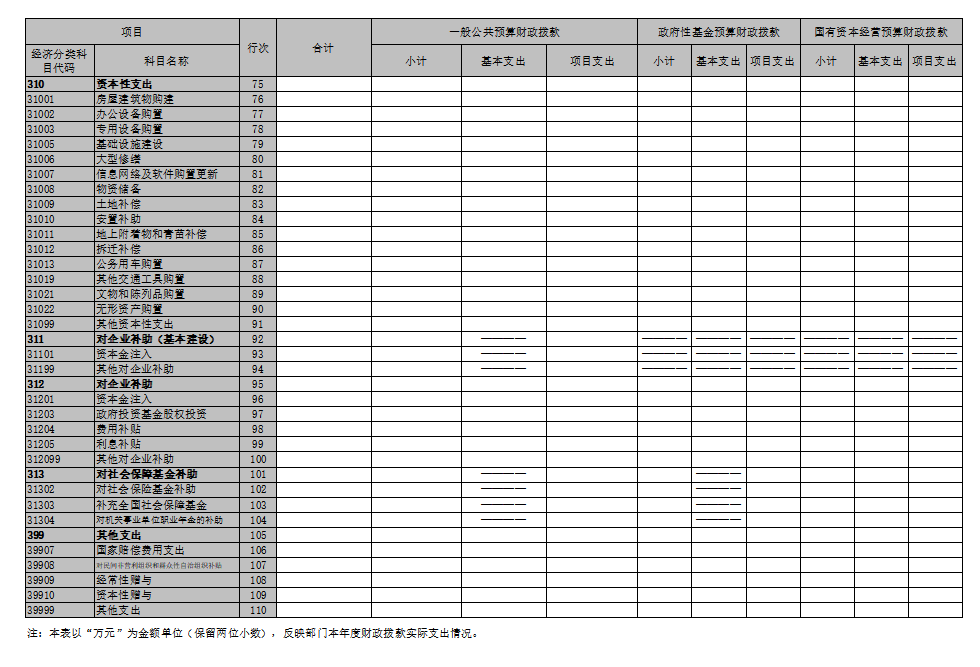 项目 行次 合计 一般公共预算财政拨款 政府性基金预算财政拨款 国有资本经营预算财政拨款
经济分类科目代码 科目名称 小计 基本支出 项目支出 小计 基本支出 项目支出 小计 基本支出 项目支出
310 资本性支出 75
31001 房屋建筑物购建 76
31002 办公设备购置 77
31003 专用设备购置 78
31005 基础设施建设 79
31006 大型修缮 80
31007 信息网络及软件购置更新 81
31008 物资储备 82
31009 土地补偿 83
31010 安置补助 84
31011 地上附着物和青苗补偿 85
31012 拆迁补偿 86
31013 公务用车购置 87
31019 其他交通工具购置 88
31021 文物和陈列品购置 89
31022 无形资产购置 90
31099 其他资本性支出 91
311 对企业补助（基本建设） 92 ———— ———— ———— ———— ———— ———— ————
31101 资本金注入 93 ———— ———— ———— ———— ———— ———— ————
31199 其他对企业补助 94 ———— ———— ———— ———— ———— ———— ————
312 对企业补助 95
31201 资本金注入 96
31203 政府投资基金股权投资 97
31204 费用补贴 98
31205 利息补贴 99
312099 其他对企业补助 100
313 对社会保障基金补助 101 ———— ————
31302 对社会保险基金补助 102 ———— ————
31303 补充全国社会保障基金 103 ———— ————
31304 对机关事业单位职业年金的补助 104 ———— ————
399 其他支出 105
39907 国家赔偿费用支出 106
39908 对民间非营利组织和群众性自治组织补贴 107
39909 经常性赠与 108
39910 资本性赠与 109
39999 其他支出 110
注：本表以“万元”为金额单位（保留两位小数），反映部门本年度财政拨款实际支出情况。